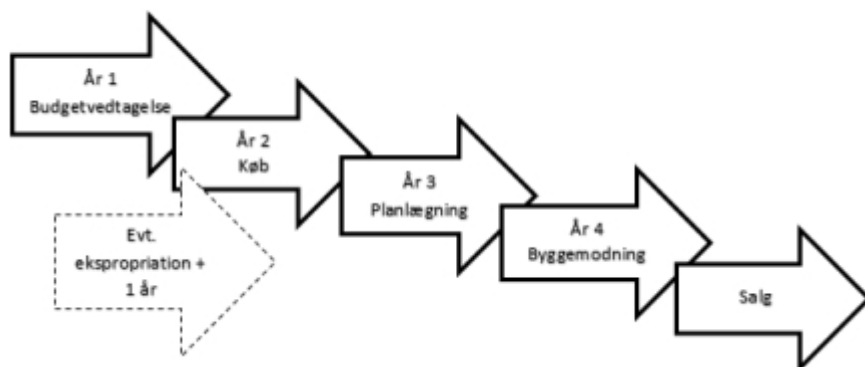 År 1
Budgetvedtagelse
År 2
Køb
År 3
Planlægning
År 4
Byggemodning
Salg
Evt.
ekspropriation +
1 år